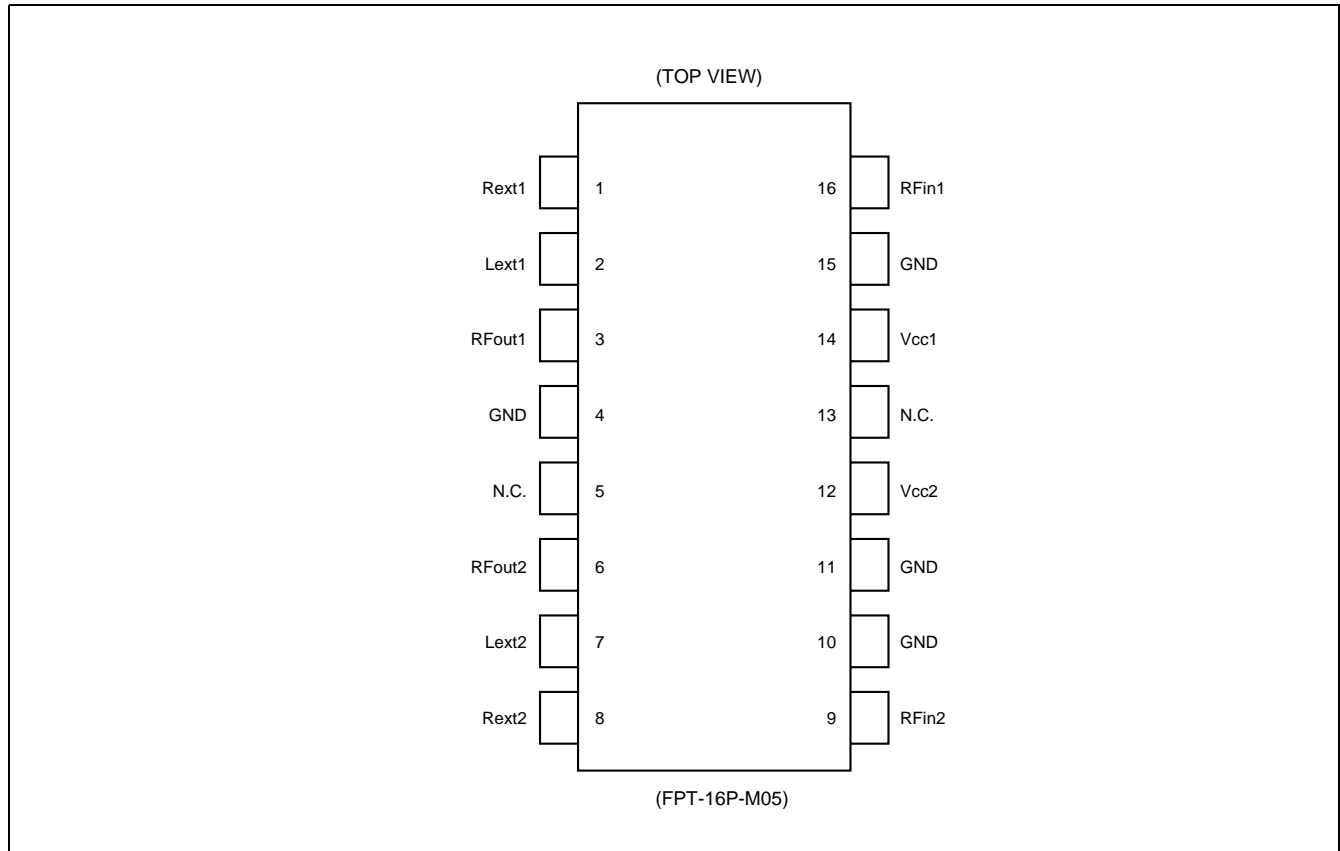 (TOP VIEW)
Rext1 1 16 RFin1
Lext1 2 15 GND
RFout1 3 14 Vcc1
GND 4 13 N.C.
N.C. 5 12 Vcc2
RFout2 6 11 GND
Lext2 7 10 GND
Rext2 8 9 RFin2
(FPT-16P-M05)